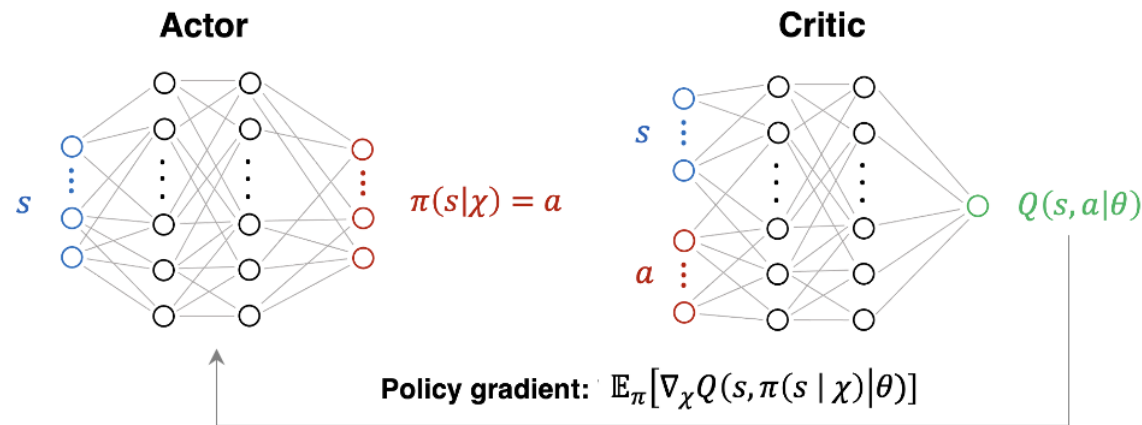 Actor
Critic
s
π(s|χ) = a
s
a
Q(s, a|θ)
Policy gradient: 𝔼π[∇χQ(s, π(s | χ)|θ)]